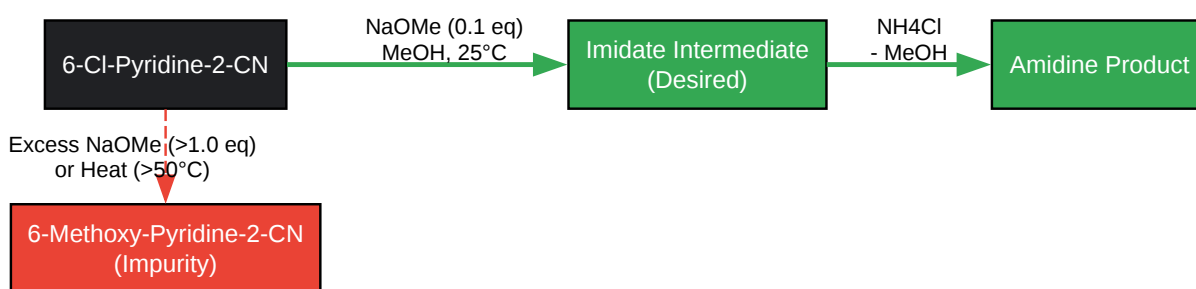 6-Cl-Pyridine-2-CN
NaOMe (0.1 eq)
MeOH, 25°C
Imidate Intermediate
(Desired)
NH4Cl
- MeOH
Amidine Product
Excess NaOMe (>1.0 eq)
or Heat (>50°C)
6-Methoxy-Pyridine-2-CN
(Impurity)